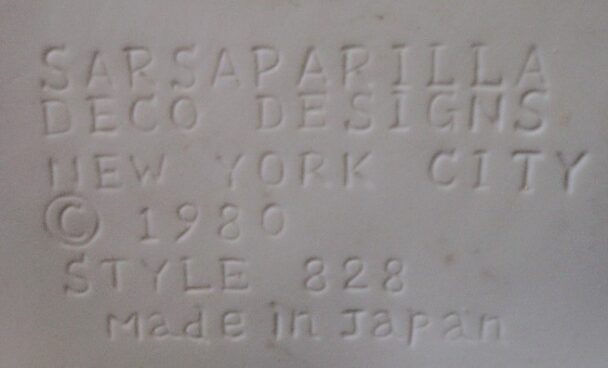 SARSAPARILLA
DECO DESIGNS
NEW YORK CITY
© 1980
STYLE 828
Made in Japan